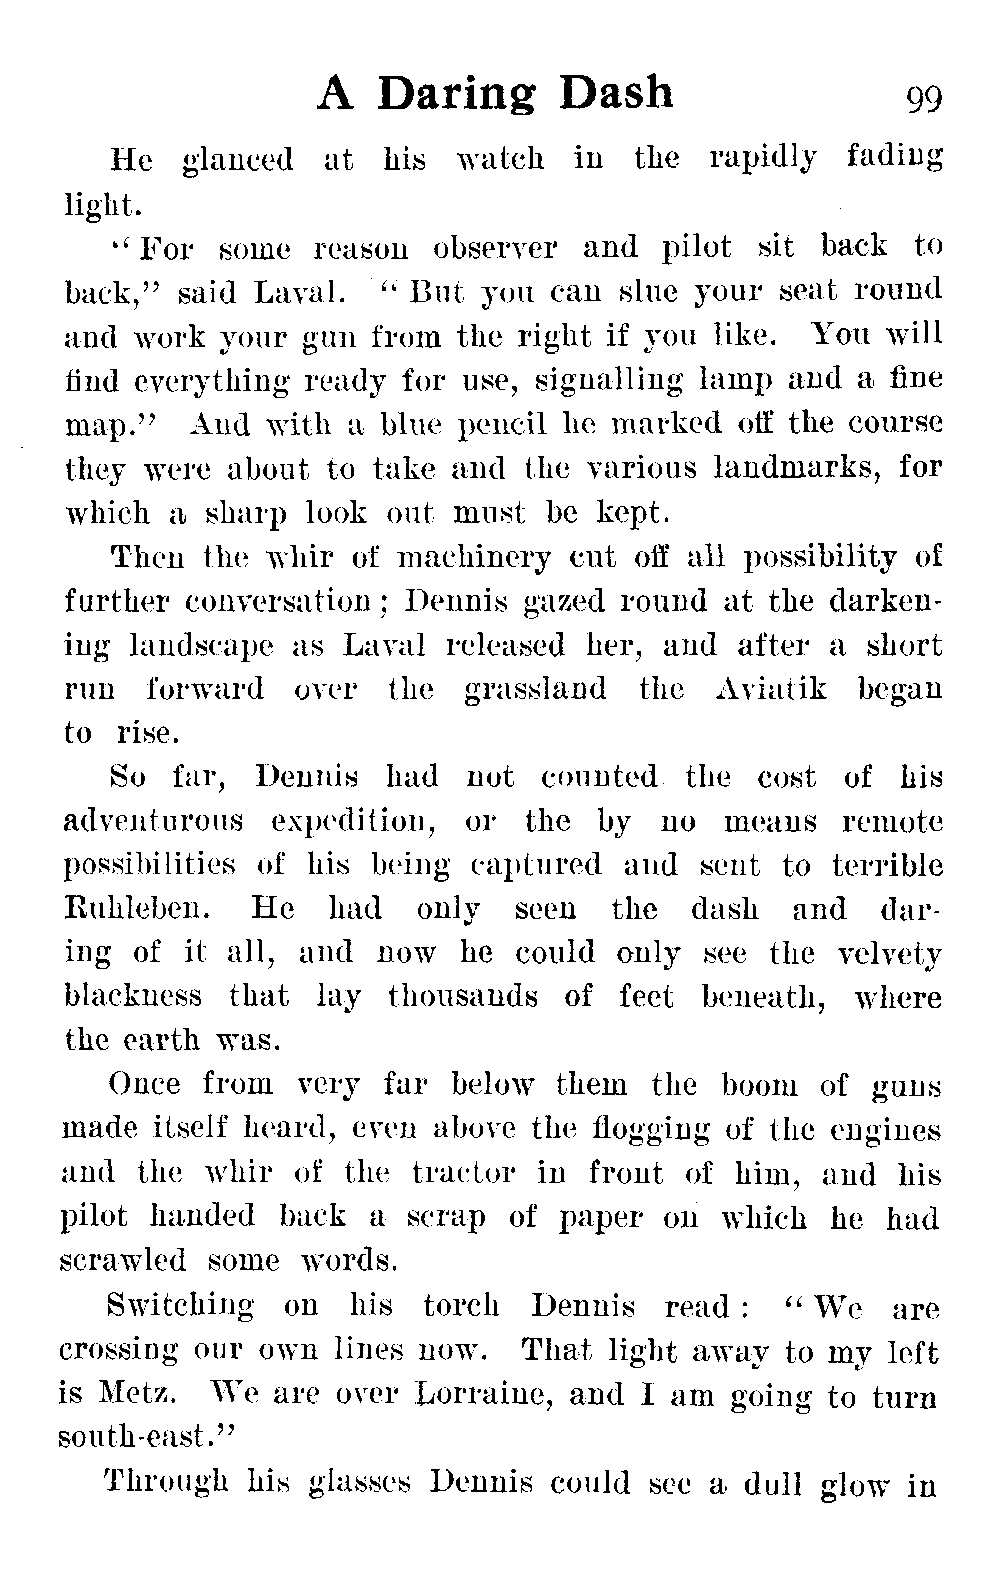 A Daring Dash 99
He glanced at his watch in the rapidly fading
light.
“ For some reason observer and pilot sit back to
back,” said Laval. “ But you can slue your seat round
and work your gun from the right if you like. You will
find everything ready for use, signalling lamp and a fine
map.” And with a blue pencil he marked off the course
they were about to take and the various landmarks, for
which a sharp look out must be kept.
Then the whir of machinery cut off all possibility of
further conversation ; Dennis gazed round at the darken-
ing landscape as Laval released her, and after a short
run forward over the grassland the Aviatik began
to rise.
So far, Dennis had not counted the cost of his
adventurous expedition, or the by no means remote
possibilities of his being captured and sent to terrible
Ruhleben. He had only seen the dash and dar-
ing of it all, and now he could only see the velvety
blackness that lay thousands of feet beneath, where
the earth was.
Once from very far below them the boom of guns
made itself heard, even above the flogging of the engines
and the whir of the tractor in front of him, and his
pilot handed back a scrap of paper on which he had
scrawled some words.
Switching on his torch Dennis read : “ We are
crossing our own lines now. That light away to my left
is Metz. We are over Lorraine, and I am going to turn
south-east.”
Through his glasses Dennis could see a dull glow in